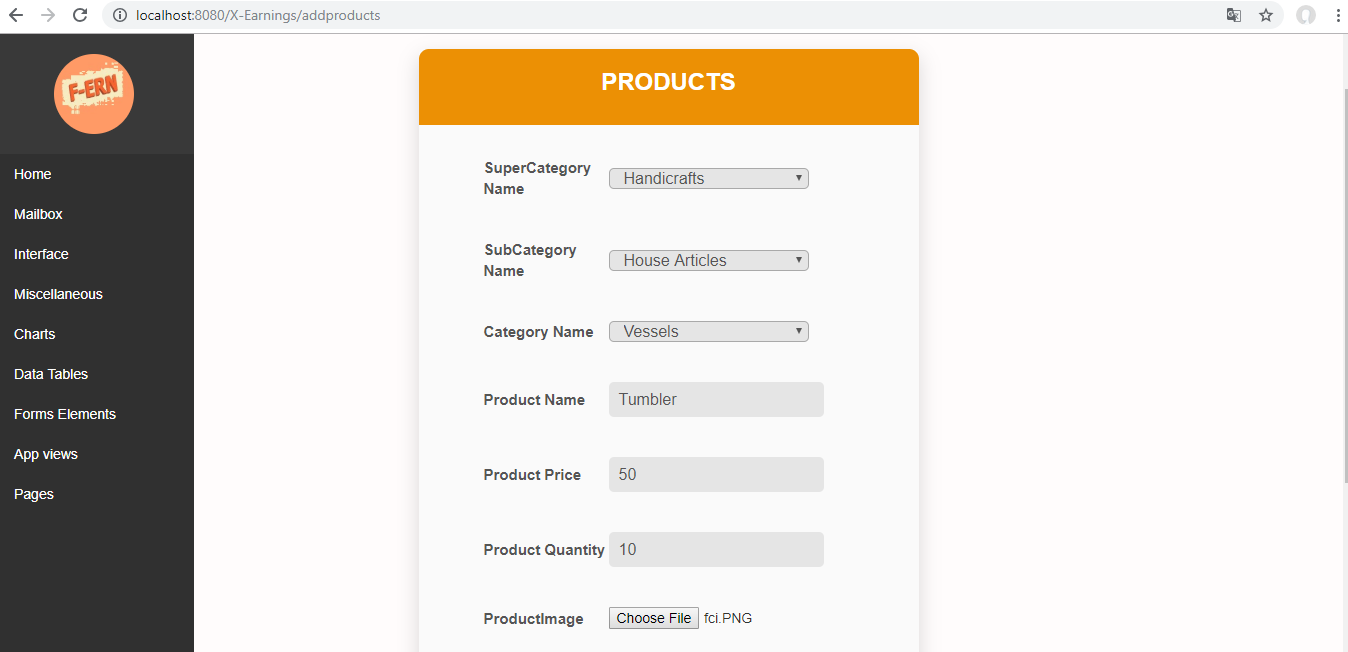 localhost:8080/X-Earnings/addproducts
F-ERN
Home
Mailbox
Interface
Miscellaneous
Charts
Data Tables
Forms Elements
App views
Pages
PRODUCTS
SuperCategory
Name
Handicrafts
SubCategory
Name
House Articles
Category Name
Vessels
Product Name
Tumbler
Product Price
50
Product Quantity
10
ProductImage
Choose File fci.PNG